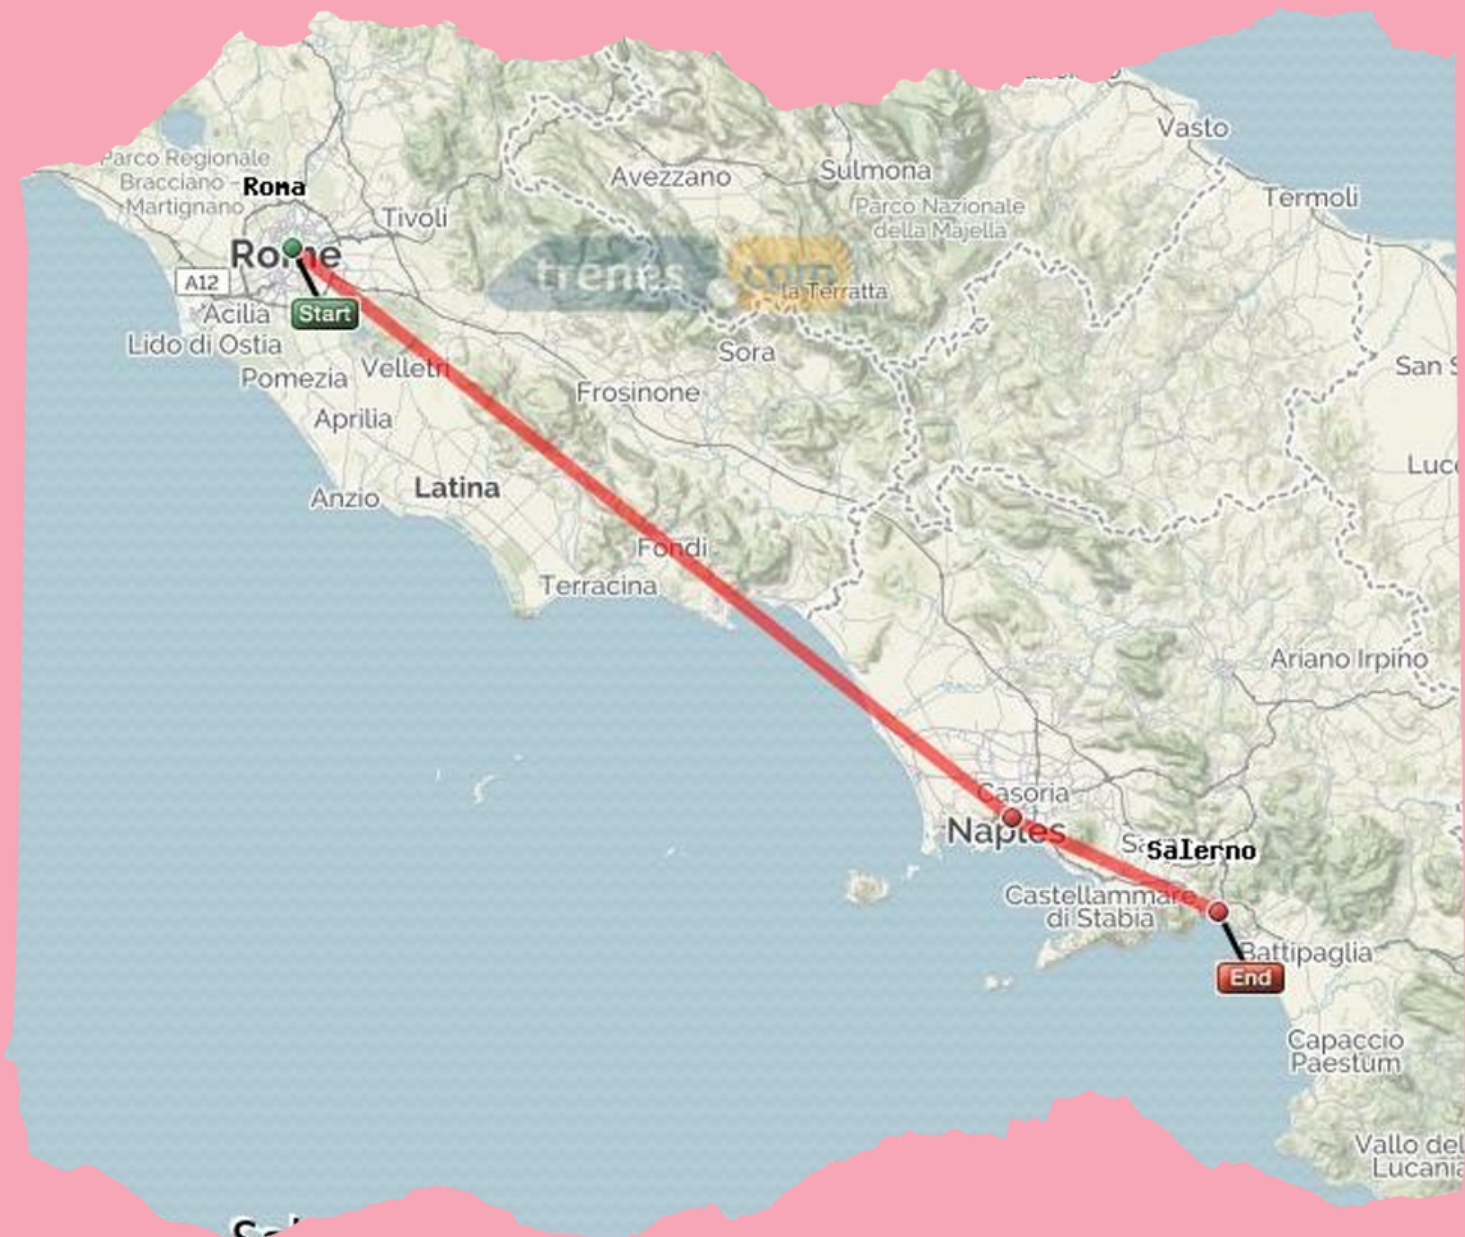 Vasto
Parco Regionale
Bracciano -
Martignano
Roma
Avezzano
Sulmona
Termoli
Tivoli
Parco Nazionale
della Majella
Rome
trenes
com
A12
la Terratta
Acilia
Start
Lido di Ostia
Sora
Velletri
San S
Pomezia
Frosinone
Aprilia
Luc
Anzio
Latina
Fondi
Terracina
Ariano Irpino
Casoria
Naples
Salerno
Castellammare
di Stabia
Battipaglia
End
Capaccio
Paestum
Vallo del
Lucania